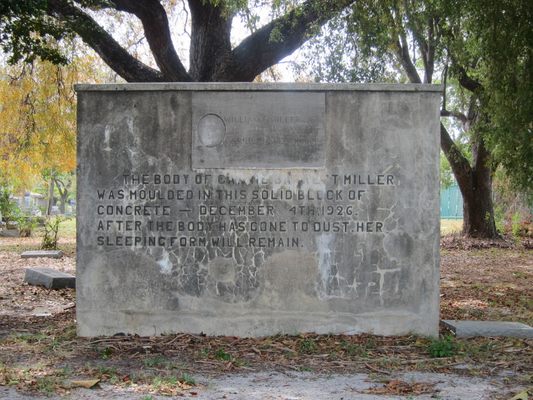 THE BODY OF MILLER
WAS MOULDED IN THIS SOLID BLOCK OF
CONCRETE — DECEMBER 4TH. 1926.
AFTER THE BODY HAS GONE TO DUST, HER
SLEEPING FORM WILL REMAIN.